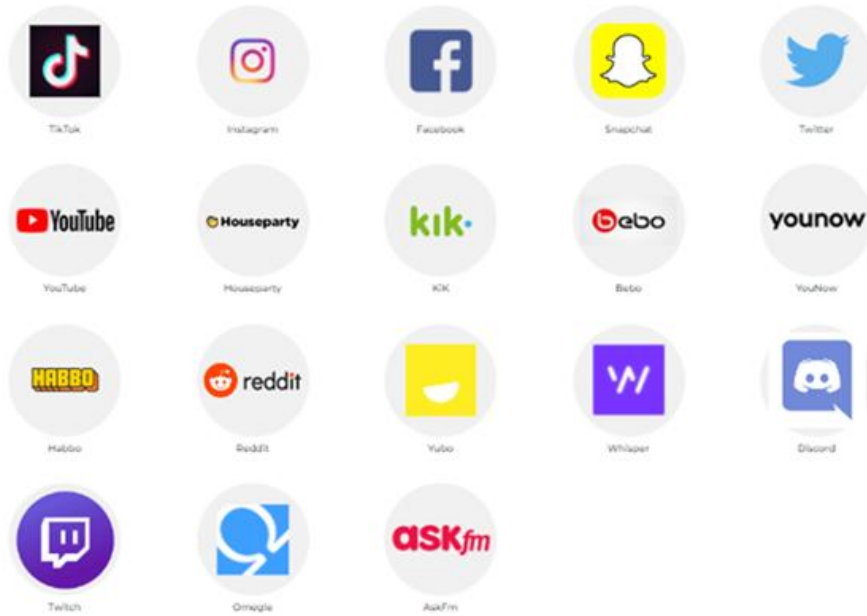 TikTok Instagram Facebook Snapchat Twitter
YouTube Houseparty kik bebo younow
YouTube Houseparty KIK Bebo YouNow
HABBO reddit
Habbo Reddit Yubo Whisper Discord
ASKfm
Twitch Omegle AskFm